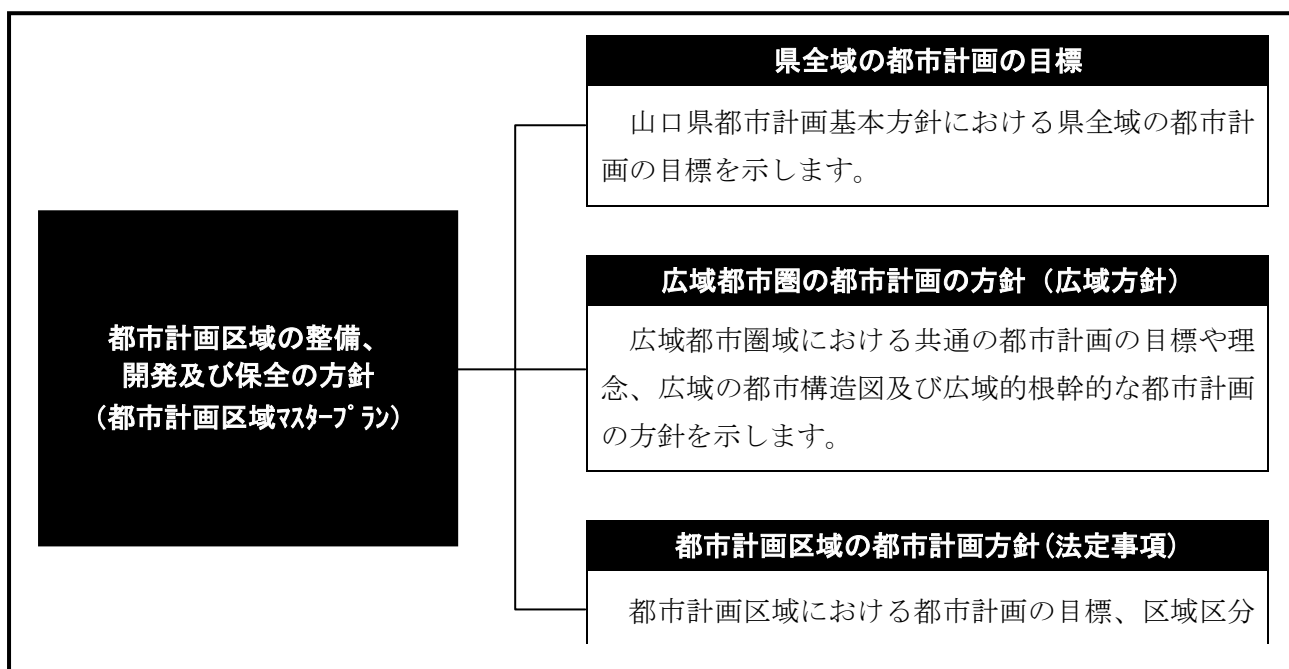 県全域の都市計画の目標
山口県都市計画基本方針における県全域の都市計
画の目標を示します。
都市計画区域の整備、
開発及び保全の方針
（都市計画区域ﾏｽﾀｰﾌﾟﾗﾝ）
広域都市圏の都市計画の方針（広域方針）
広域都市圏域における共通の都市計画の目標や理
念、広域の都市構造図及び広域的根幹的な都市計画
の方針を示します。
都市計画区域の都市計画方針(法定事項)
都市計画区域における都市計画の目標、区域区分